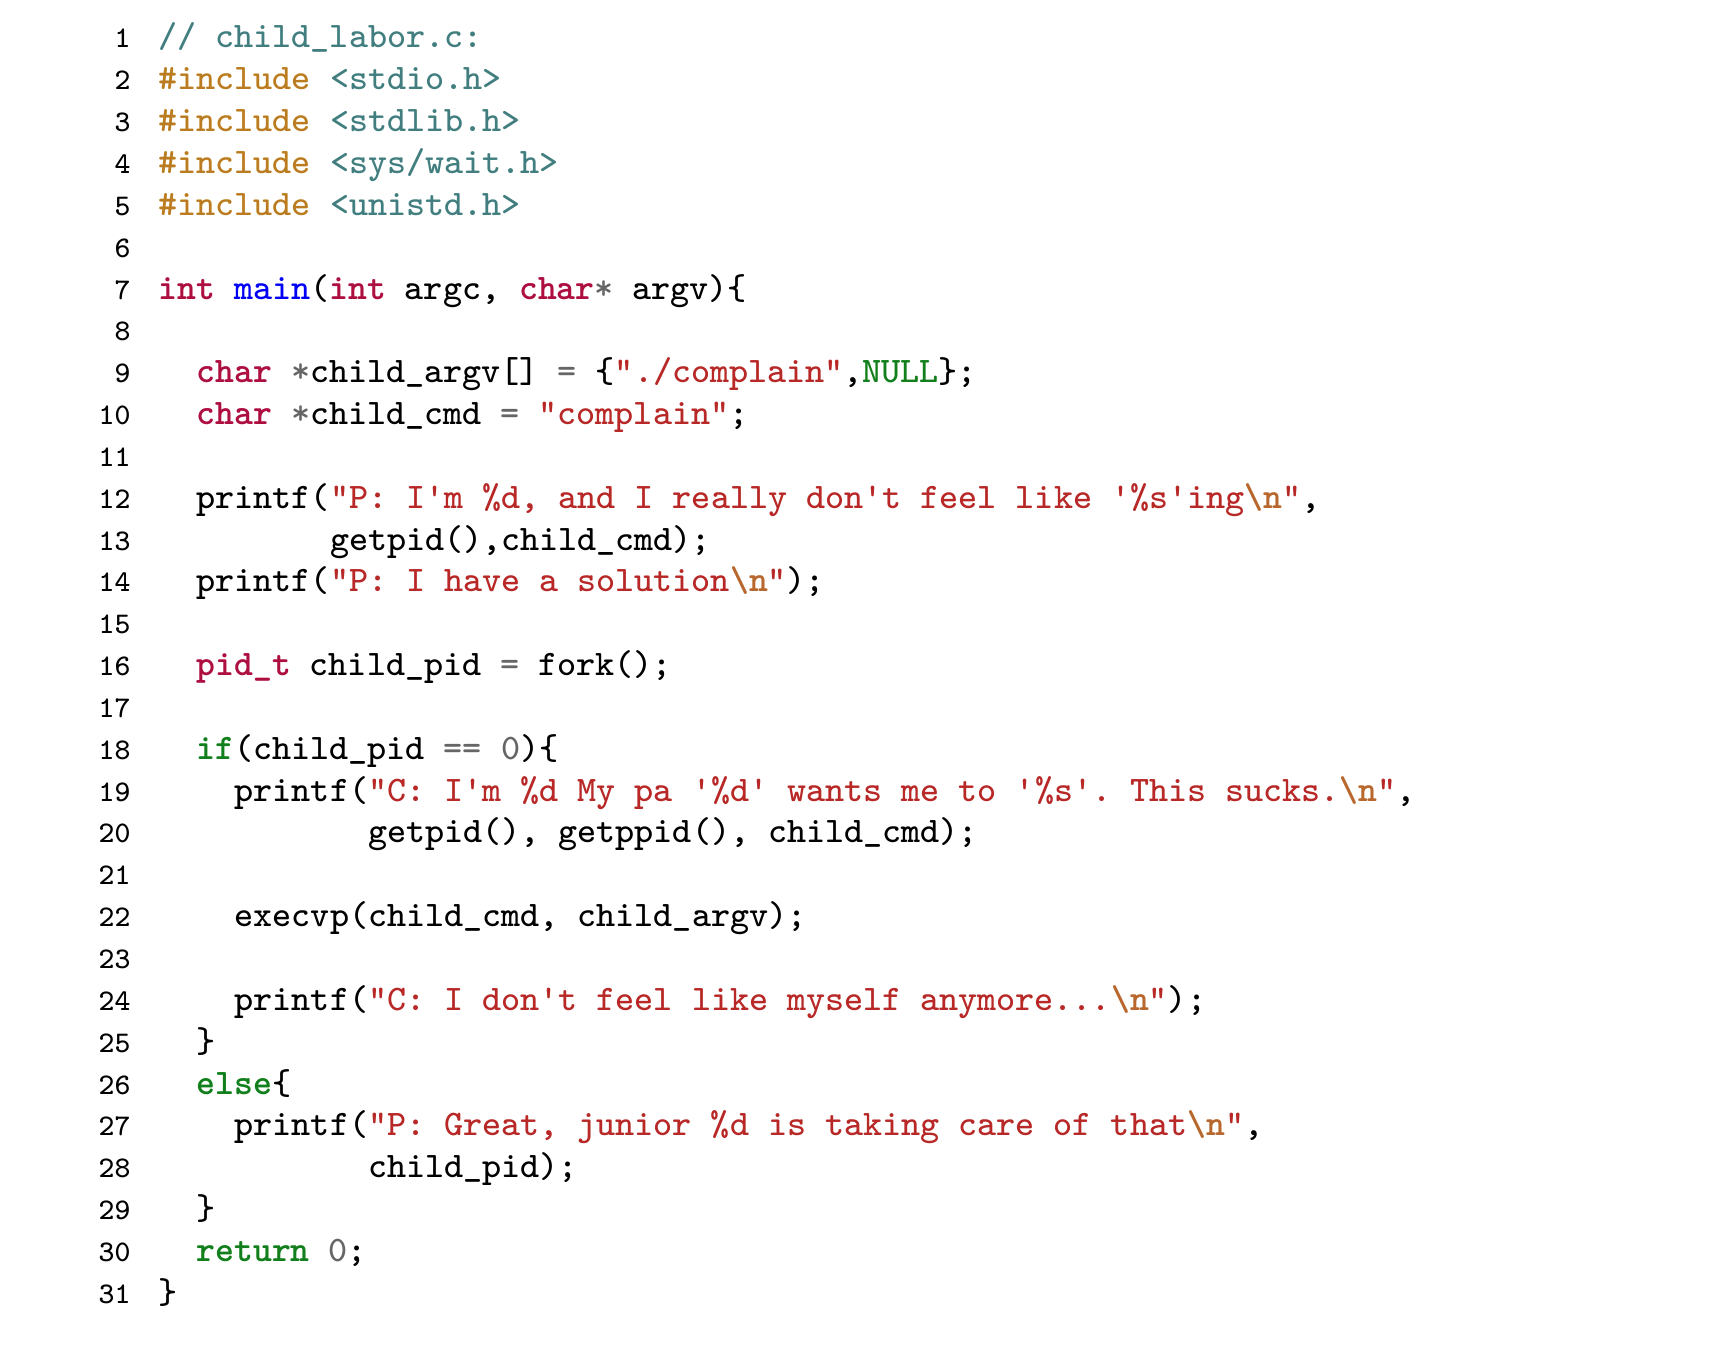 1 // child_labor.c:
2 #include <stdio.h>
3 #include <stdlib.h>
4 #include <sys/wait.h>
5 #include <unistd.h>
6
7 int main(int argc, char* argv){
8
9   char *child_argv[] = {"./complain",NULL};
10   char *child_cmd = "complain";
11
12   printf("P: I'm %d, and I really don't feel like '%s'ing\n",
13          getpid(),child_cmd);
14   printf("P: I have a solution\n");
15
16   pid_t child_pid = fork();
17
18   if(child_pid == 0){
19     printf("C: I'm %d My pa '%d' wants me to '%s'. This sucks.\n",
20            getpid(), getppid(), child_cmd);
21
22     execvp(child_cmd, child_argv);
23
24     printf("C: I don't feel like myself anymore...\n");
25   }
26   else{
27     printf("P: Great, junior %d is taking care of that\n",
28            child_pid);
29   }
30   return 0;
31 }